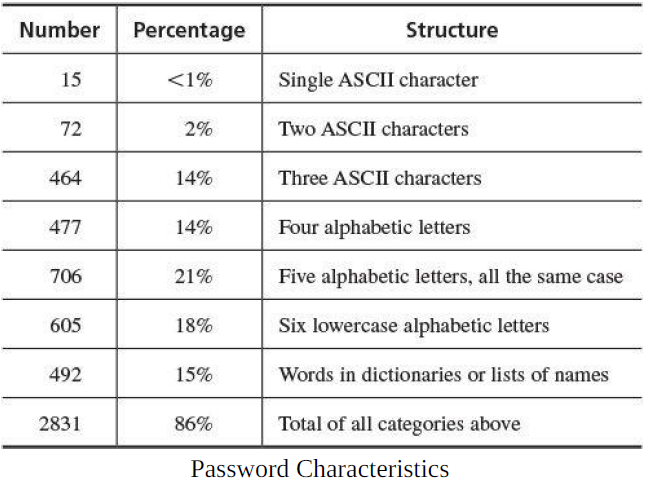 Number Percentage Structure
15 <1% Single ASCII character
72 2% Two ASCII characters
464 14% Three ASCII characters
477 14% Four alphabetic letters
706 21% Five alphabetic letters, all the same case
605 18% Six lowercase alphabetic letters
492 15% Words in dictionaries or lists of names
2831 86% Total of all categories above
Password Characteristics